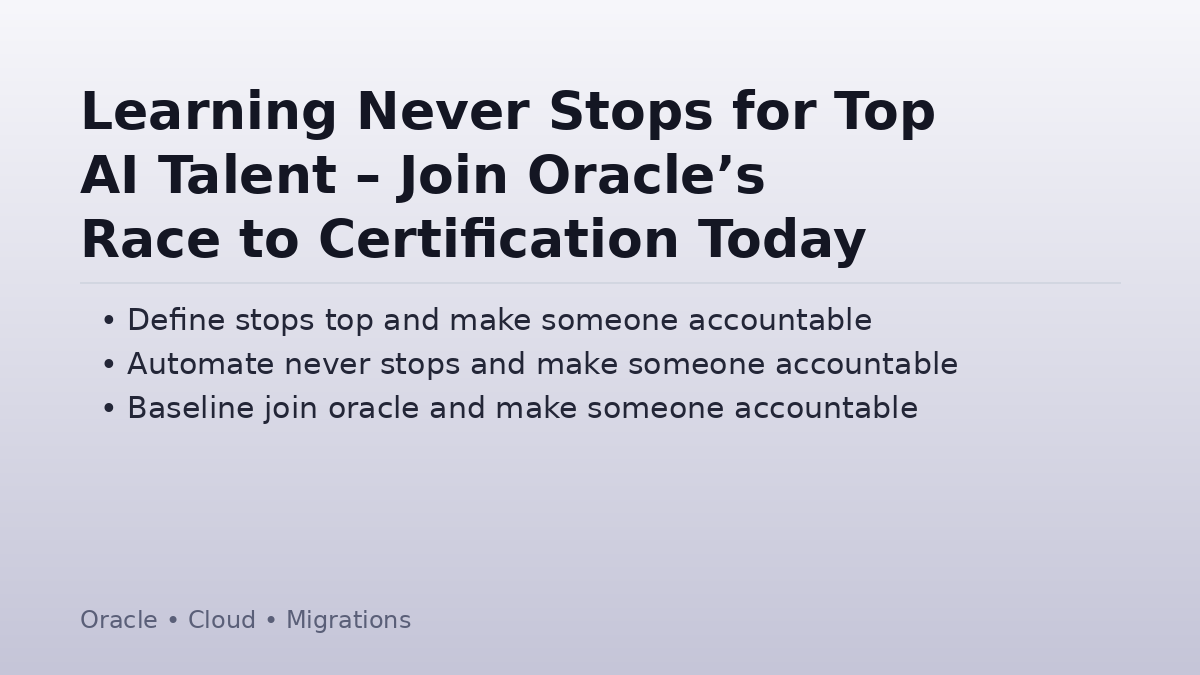 Learning Never Stops for Top
AI Talent – Join Oracle’s
Race to Certification Today
• Define stops top and make someone accountable
• Automate never stops and make someone accountable
• Baseline join oracle and make someone accountable
Oracle • Cloud • Migrations